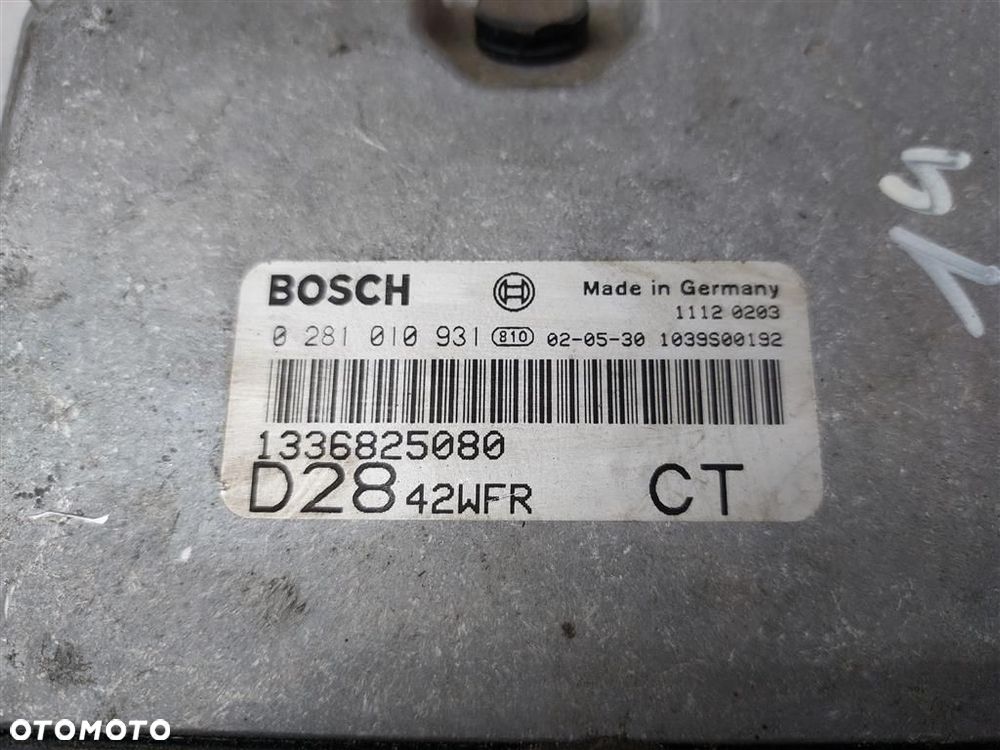 BOSCH Made in Germany
1112 0203
0 281 010 931 810 02-05-30 1039S00192
1336825080
D28 42WFR CT
15
OTOMOTO